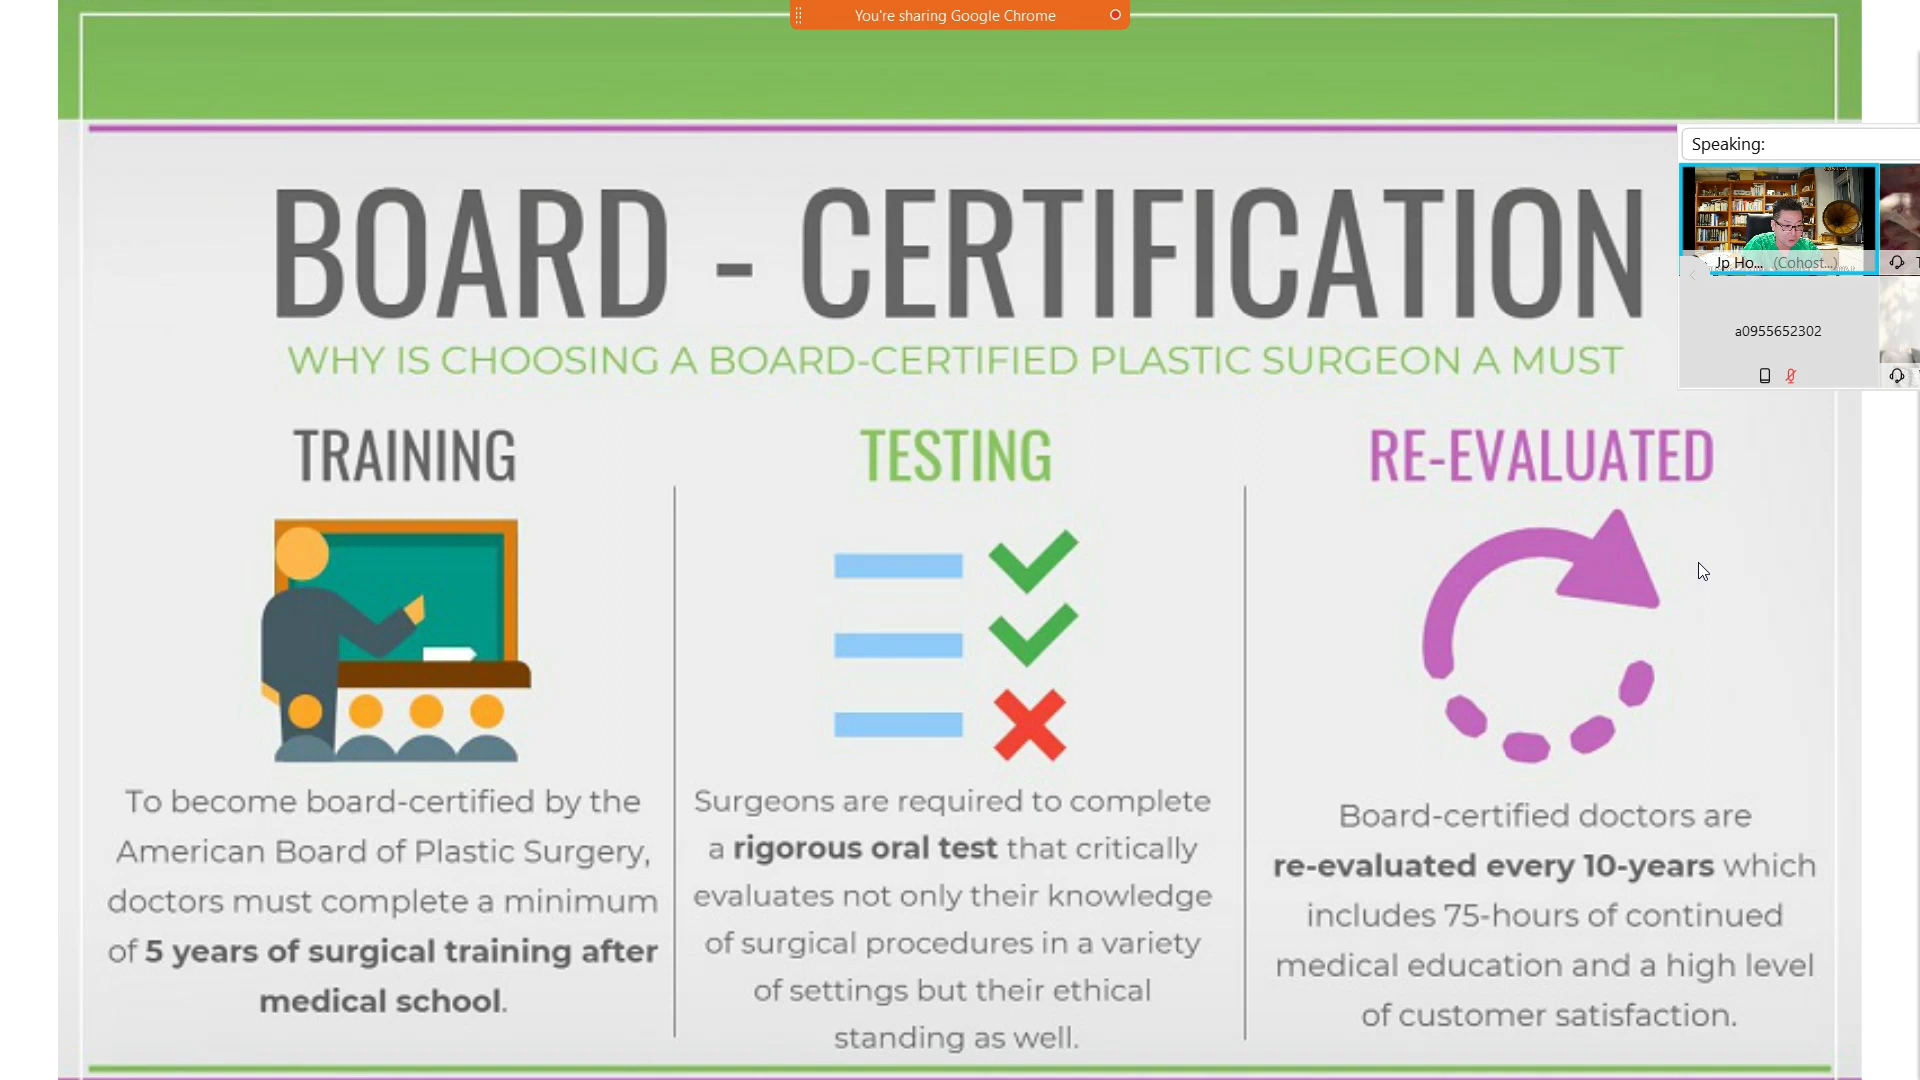 You're sharing Google Chrome
Speaking:
Jp Ho... (Cohost...)
a0955652302
BOARD - CERTIFICATION
WHY IS CHOOSING A BOARD-CERTIFIED PLASTIC SURGEON A MUST
TRAINING
To become board-certified by the
American Board of Plastic Surgery,
doctors must complete a minimum
of 5 years of surgical training after
medical school.
TESTING
Surgeons are required to complete
a rigorous oral test that critically
evaluates not only their knowledge
of surgical procedures in a variety
of settings but their ethical
standing as well.
RE-EVALUATED
Board-certified doctors are
re-evaluated every 10-years which
includes 75-hours of continued
medical education and a high level
of customer satisfaction.